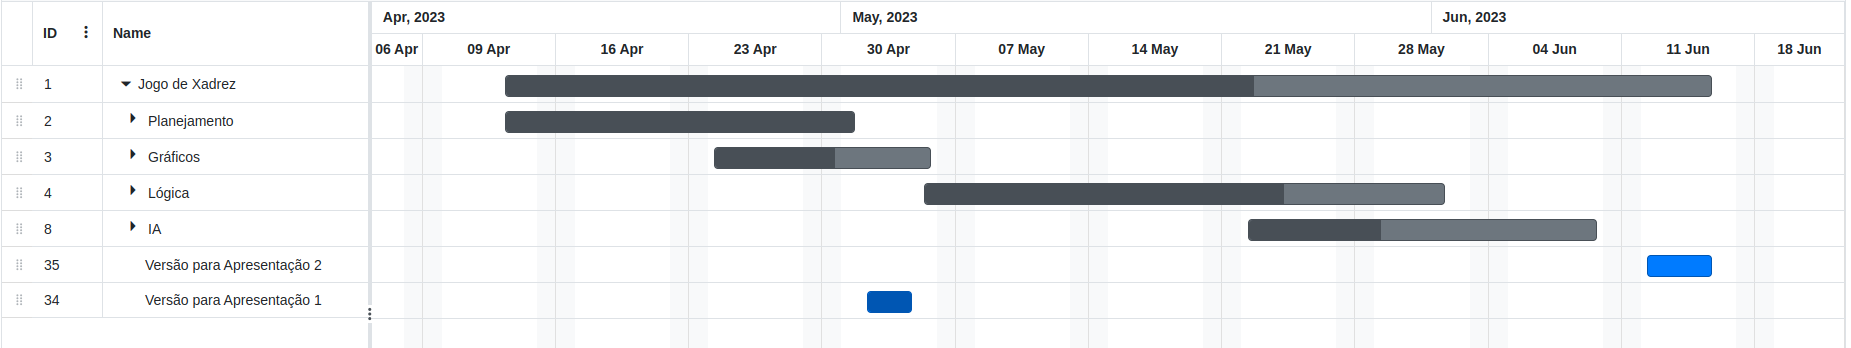 ID Name Apr, 2023 May, 2023 Jun, 2023
06 Apr 09 Apr 16 Apr 23 Apr 30 Apr 07 May 14 May 21 May 28 May 04 Jun 11 Jun 18 Jun
1 Jogo de Xadrez
2 Planejamento
3 Gráficos
4 Lógica
8 IA
35 Versão para Apresentação 2
34 Versão para Apresentação 1